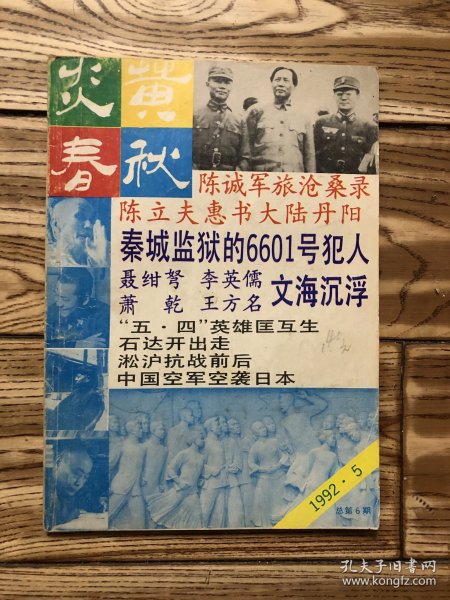 炎黄
春秋
陈诚军旅沧桑录
陈立夫惠书大陆丹阳
秦城监狱的6601号犯人
聂绀弩 李英儒
萧 乾 王方名
文海沉浮
“五·四”英雄匡互生
石达开出走
淞沪抗战前后
中国空军空袭日本
1992·5
总第6期
孔夫子旧书网
www.kongfz.com